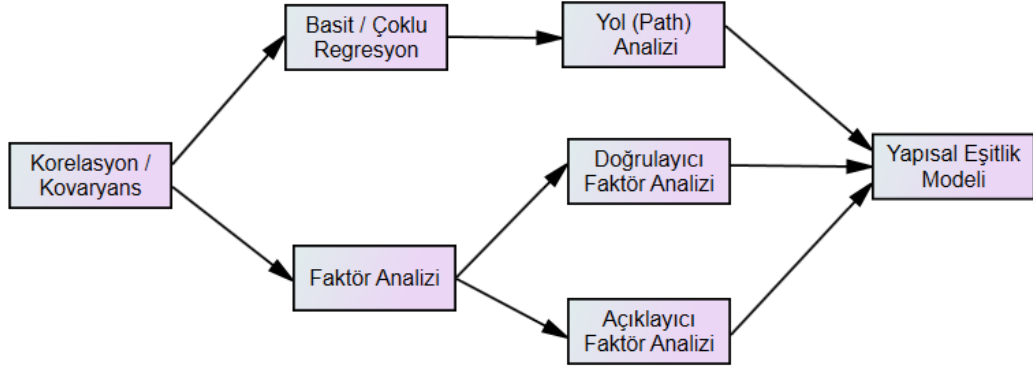 Basit / Çoklu
Regresyon
Yol (Path)
Analizi
Korelasyon /
Kovaryans
Doğrulayıcı
Faktör Analizi
Yapısal Eşitlik
Modeli
Faktör Analizi
Açıklayıcı
Faktör Analizi